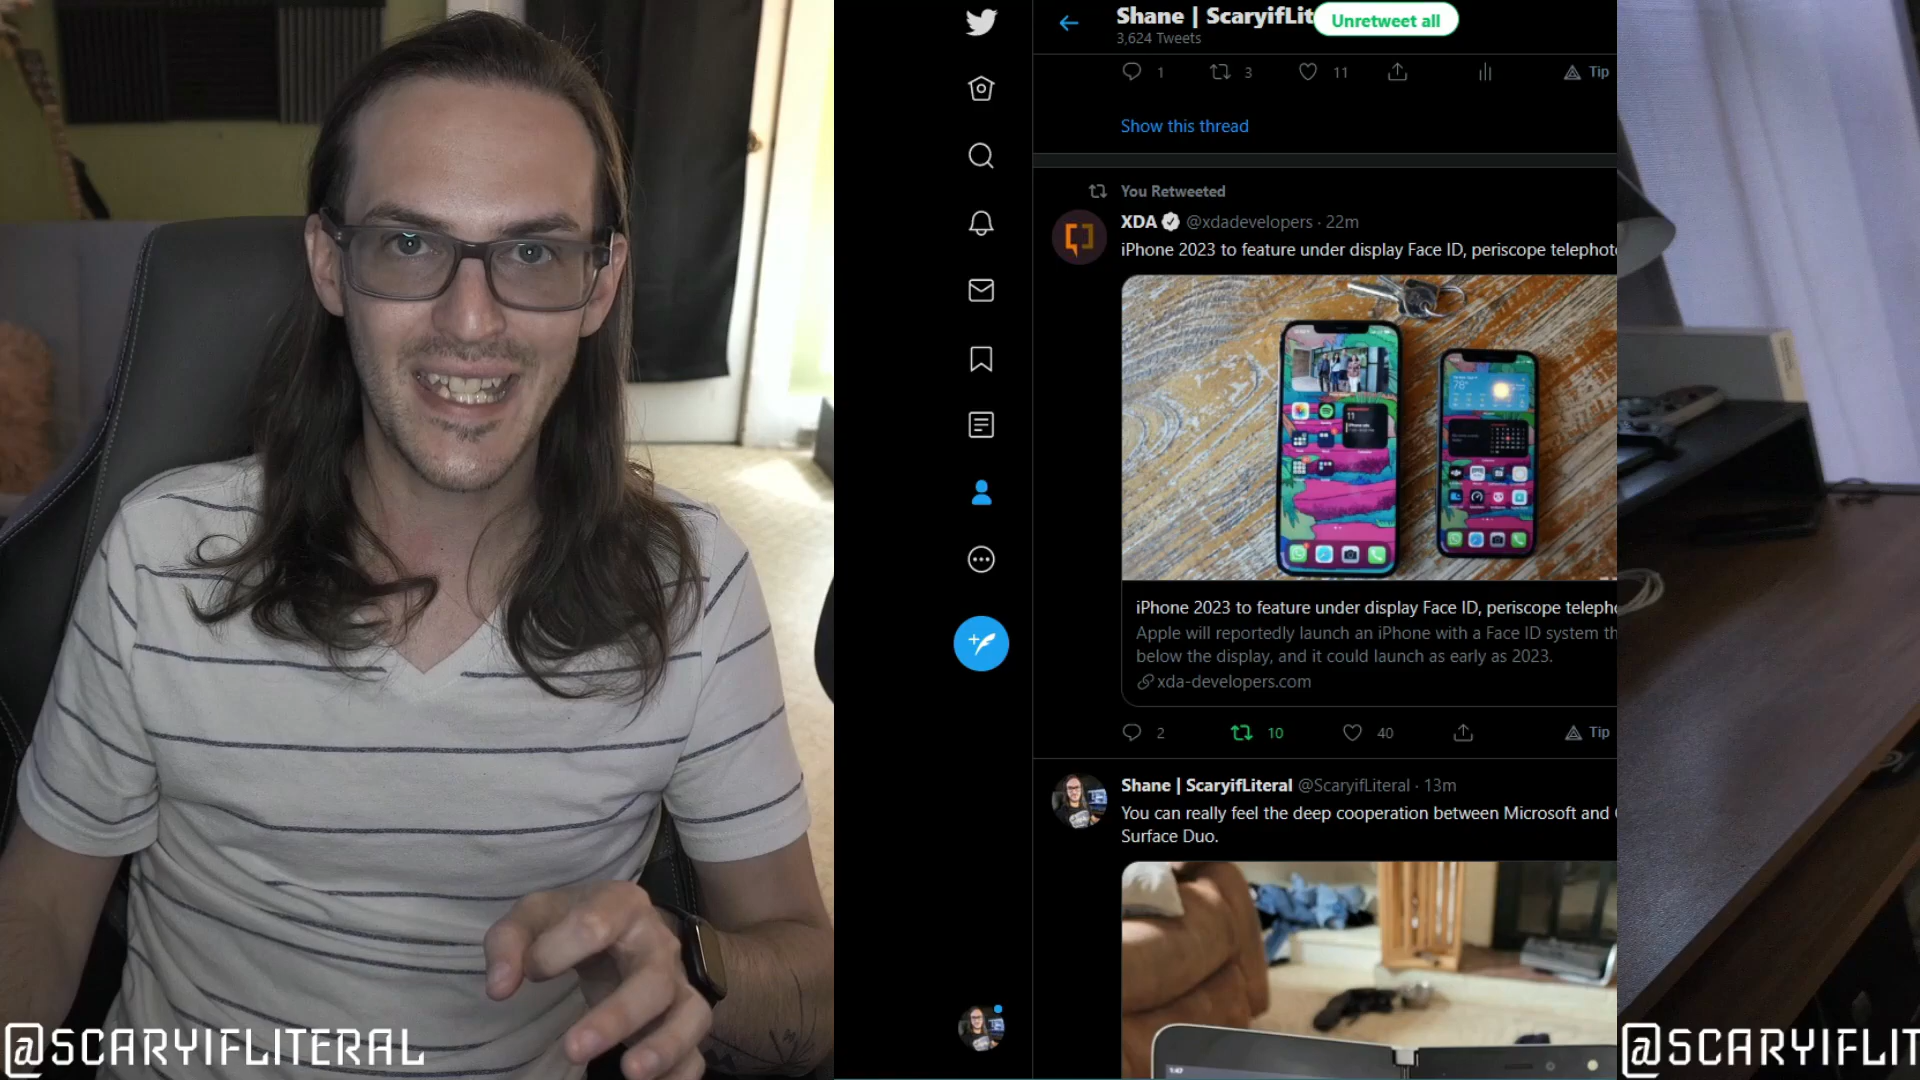 Shane | ScaryifLit
Unretweet all
3,624 Tweets
1 3 11 Tip
Show this thread
You Retweeted
XDA @xdadevelopers · 22m
iPhone 2023 to feature under display Face ID, periscope telephot
iPhone 2023 to feature under display Face ID, periscope teleph
Apple will reportedly launch an iPhone with a Face ID system th
below the display, and it could launch as early as 2023.
xda-developers.com
2 10 40 Tip
Shane | ScaryifLiteral @ScaryifLiteral · 13m
You can really feel the deep cooperation between Microsoft and
Surface Duo.
@SCARYIFLITERAL
@SCARYIFLIT